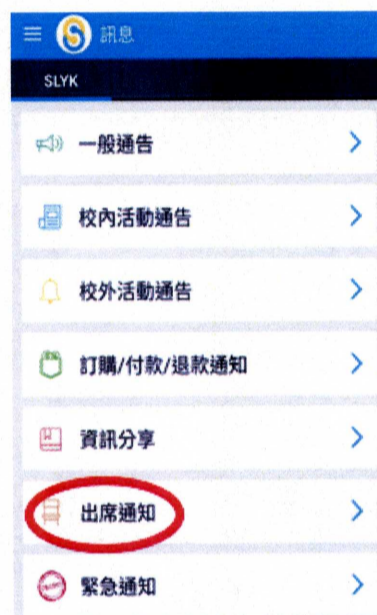 訊息
SLYK
一般通告
校內活動通告
校外活動通告
訂購/付款/退款通知
資訊分享
出席通知
緊急通知